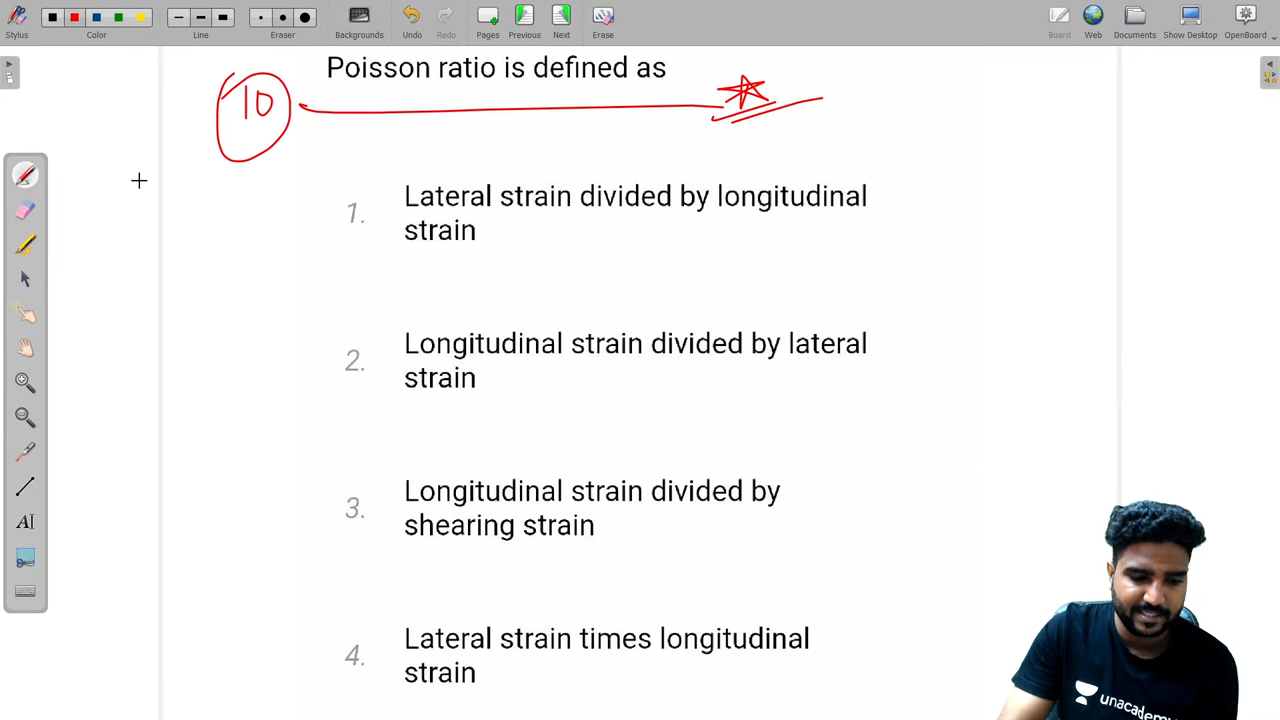 Stylus
Color
Line
Eraser
Backgrounds
Undo
Redo
Pages
Previous
Next
Erase
Board
Web
Documents
Show Desktop
OpenBoard
Poisson ratio is defined as
10
1. Lateral strain divided by longitudinal
strain
2. Longitudinal strain divided by lateral
strain
3. Longitudinal strain divided by
shearing strain
4. Lateral strain times longitudinal
strain
AI
unacademy